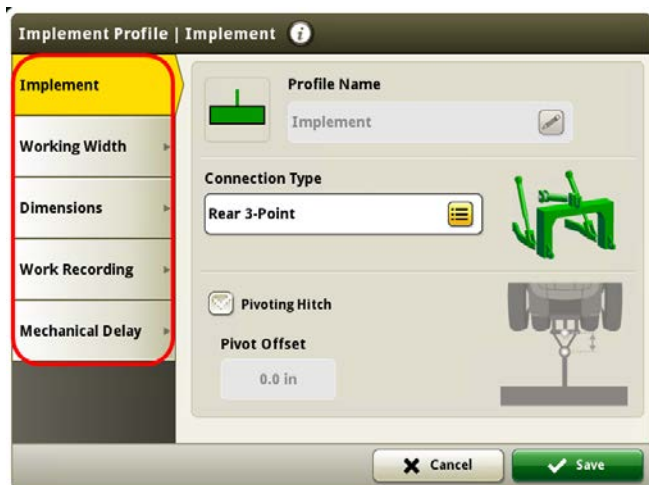 Implement Profile | Implement i
Implement
Working Width
Dimensions
Work Recording
Mechanical Delay
Profile Name
Implement
Connection Type
Rear 3-Point
Pivoting Hitch
Pivot Offset
0.0 in
Cancel
Save